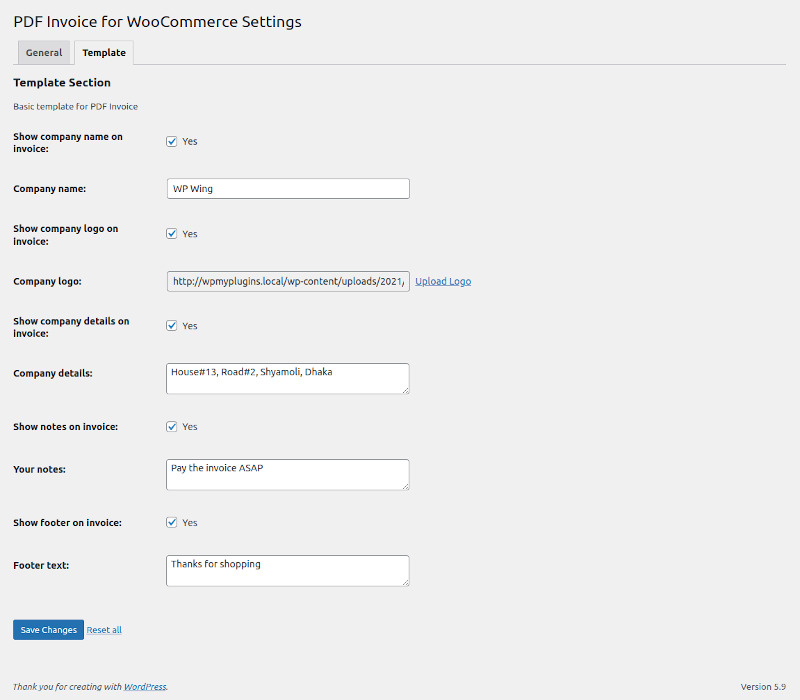 PDF Invoice for WooCommerce Settings
General Template
Template Section
Basic template for PDF Invoice
Show company name on
invoice:
Yes
Company name:
WP Wing
Show company logo on
invoice:
Yes
Company logo:
http://wpmyplugins.local/wp-content/uploads/2021/ Upload Logo
Show company details on
invoice:
Yes
Company details:
House#13, Road#2, Shyamoli, Dhaka
Show notes on invoice:
Yes
Your notes:
Pay the invoice ASAP
Show footer on invoice:
Yes
Footer text:
Thanks for shopping
Save Changes Reset all
Thank you for creating with WordPress.
Version 5.9